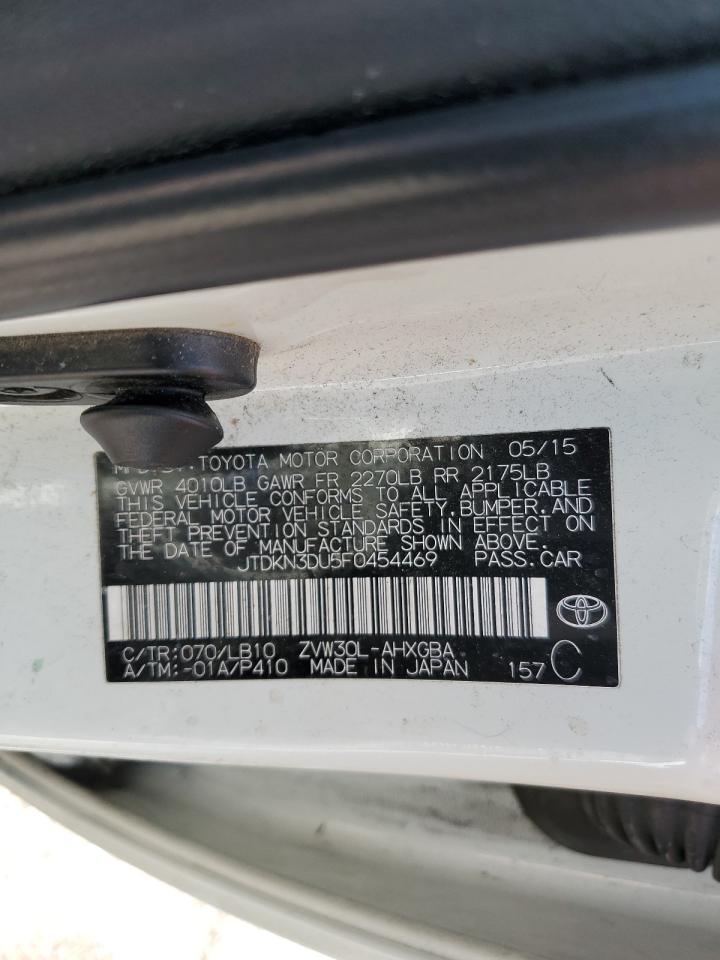 TOYOTA MOTOR CORPORATION 05/15
GVWR 4010LB GAWR FR 2270LB RR 2175LB
THIS VEHICLE CONFORMS TO ALL APPLICABLE
FEDERAL MOTOR VEHICLE SAFETY, BUMPER, AND
THEFT PREVENTION STANDARDS IN EFFECT ON
THE DATE OF MANUFACTURE SHOWN ABOVE.
JTDKN3DU5F0454469 PASS.CAR
C/TR:070/LB10 ZVW30L-AHXGBA
A/TM:-01A/P410 MADE IN JAPAN 157 C